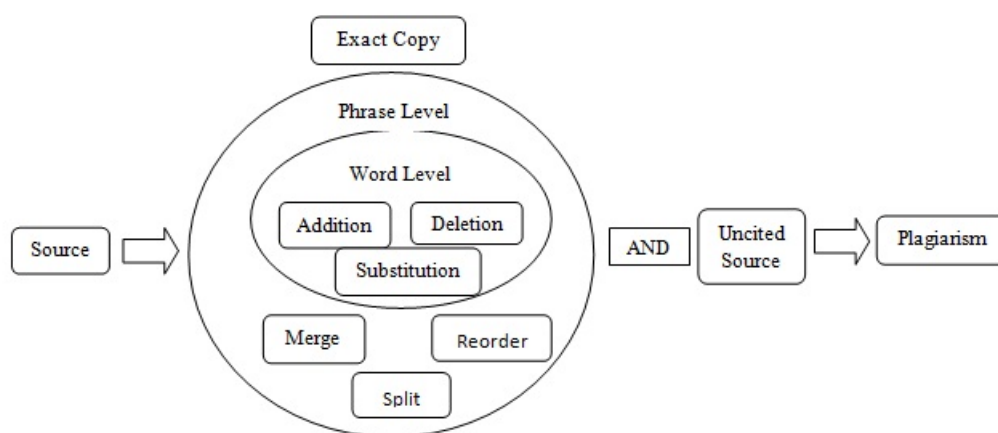 Exact Copy
Phrase Level
Word Level
Addition
Deletion
Substitution
Source
AND
Uncited
Source
Plagiarism
Merge
Reorder
Split